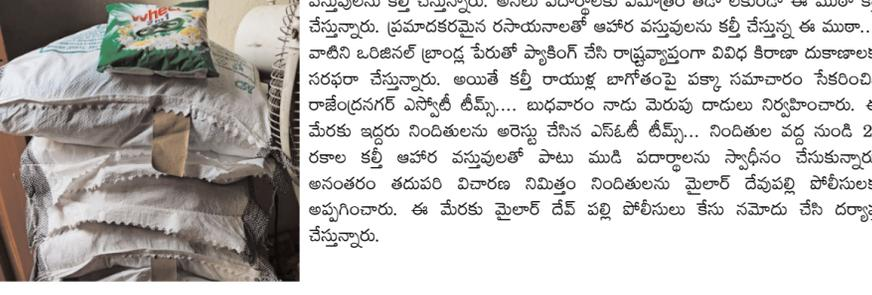 Wheel
వస్తువులను కల్తీ చేస్తున్నారు. అసలు పదార్థాలకు ఏమాత్రం తేడా లేకుండా ఈ ముఠా
చేస్తున్నారు. ప్రమాదకరమైన రసాయనాలతో ఆహార వస్తువులను కల్తీ చేస్తున్న ఈ ముఠా..
వాటిని ఒరిజినల్ బ్రాండ్ల పేరుతో ప్యాకింగ్ చేసి రాష్ట్రవ్యాప్తంగా వివిధ కిరాణా దుకాణాలకు
సరఫరా చేస్తున్నారు. అయితే కల్తీ రాయుళ్ల బాగోతంపై పక్కా సమాచారం సేకరించి
రాజేంద్రనగర్ ఎస్వోటీ టీమ్స్.... బుధవారం నాడు మెరుపు దాడులు నిర్వహించారు. ఈ
మేరకు ఇద్దరు నిందితులను అరెస్టు చేసిన ఎస్ఓటీ టీమ్స్... నిందితుల వద్ద నుండి 2
రకాల కల్తీ ఆహార వస్తువులతో పాటు ముడి పదార్థాలను స్వాధీనం చేసుకున్నారు
అనంతరం తదుపరి విచారణ నిమిత్తం నిందితులను మైలార్ దేవుపల్లి పోలీసులకు
అప్పగించారు. ఈ మేరకు మైలార్ దేవ్ పల్లి పోలీసులు కేసు నమోదు చేసి దర్యాప్తు
చేస్తున్నారు.